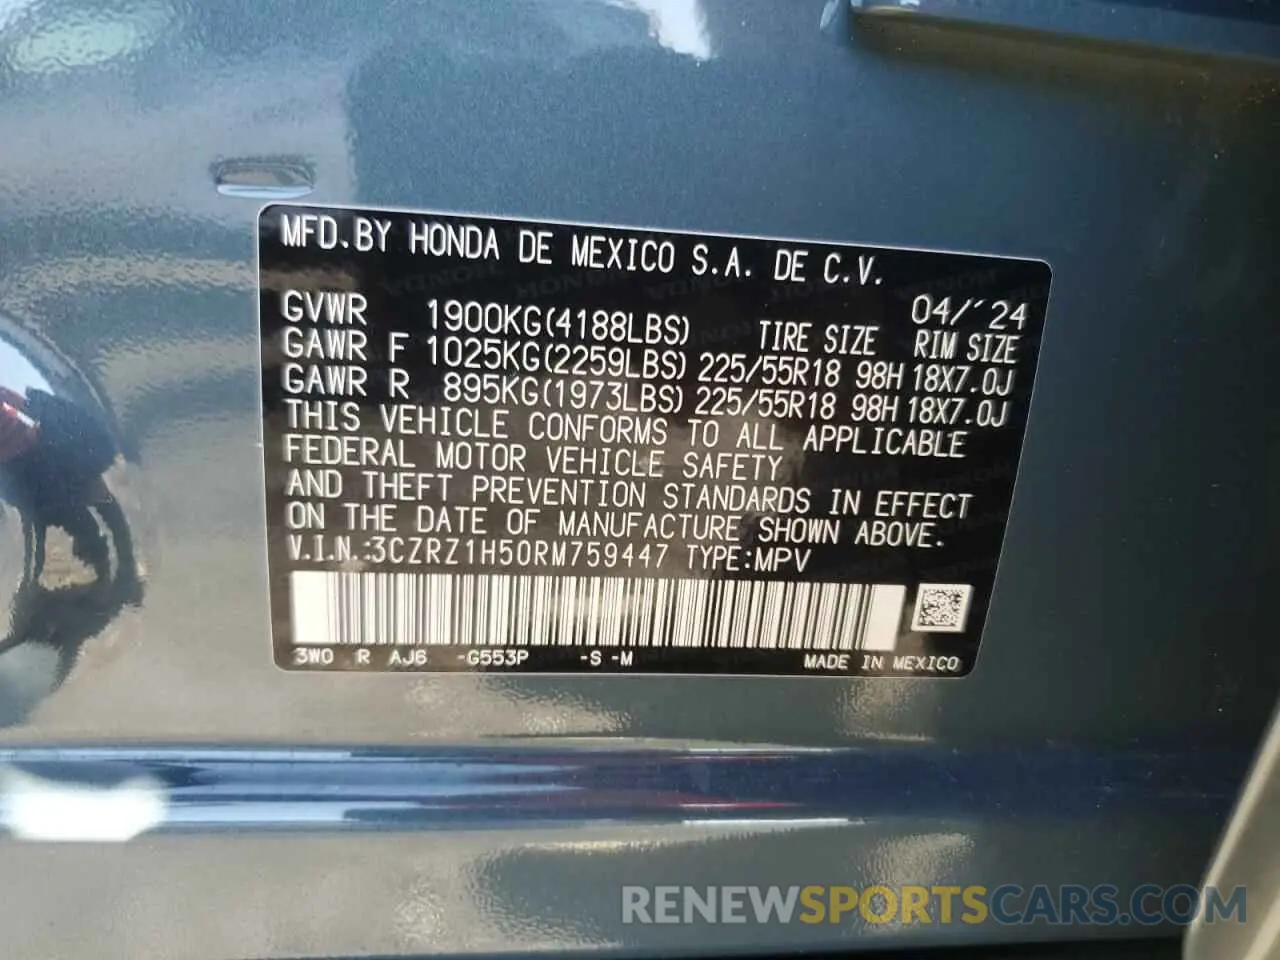 MFD.BY HONDA DE MEXICO S.A. DE C.V.
04/'24
GVWR 1900KG(4188LBS) TIRE SIZE RIM SIZE
GAWR F 1025KG(2259LBS) 225/55R18 98H 18X7.0J
GAWR R 895KG(1973LBS) 225/55R18 98H 18X7.0J
THIS VEHICLE CONFORMS TO ALL APPLICABLE
FEDERAL MOTOR VEHICLE SAFETY
AND THEFT PREVENTION STANDARDS IN EFFECT
ON THE DATE OF MANUFACTURE SHOWN ABOVE.
V.I.N.:3CZRZ1H50RM759447 TYPE:MPV
3W0 R AJ6 -G553P -S -M MADE IN MEXICO
RENEWSPORTSCARS.COM